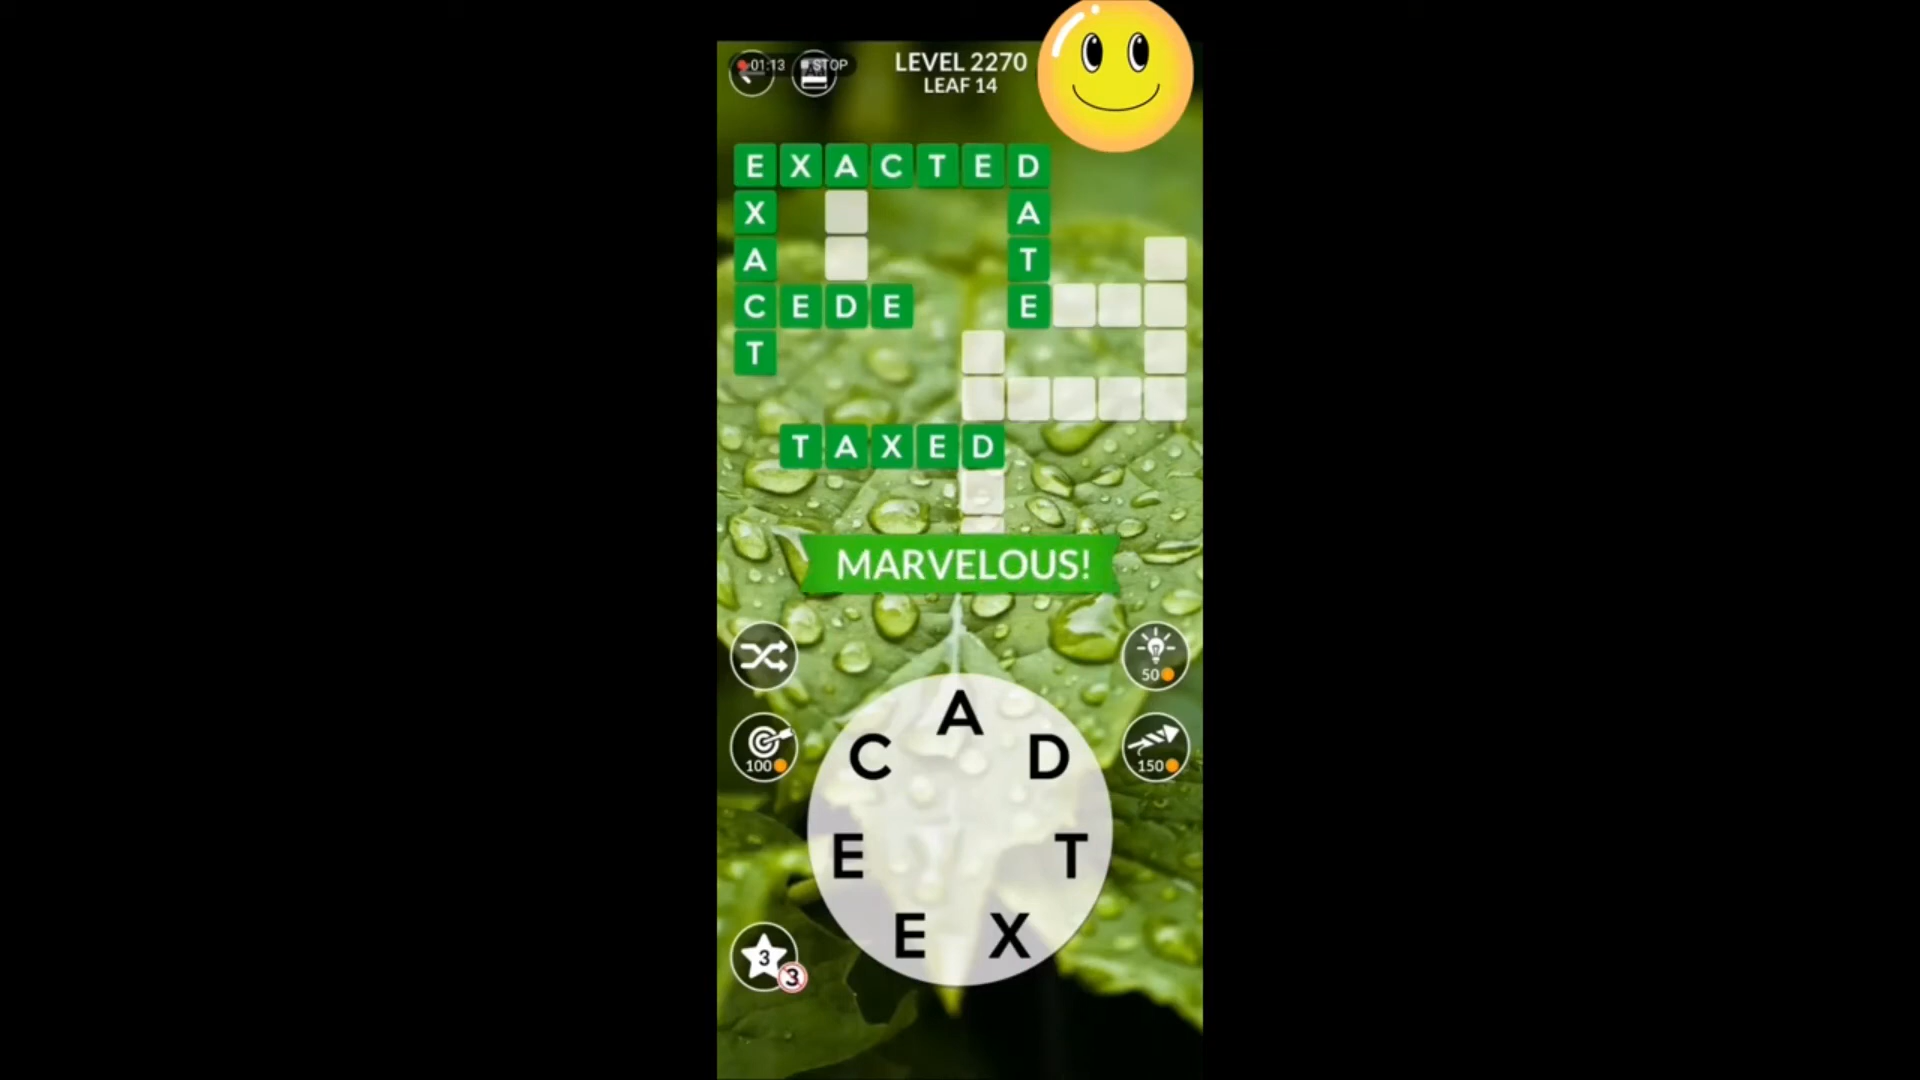 01:13 STOP
LEVEL 2270
LEAF 14
EXACTED
X A
A T
CEDE E
T
TAXED
MARVELOUS!
50
100
150
A
C D
E T
E X
3
3